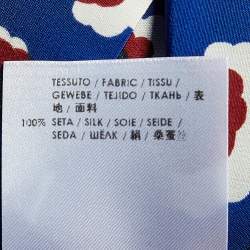 TESSUTO / FABRIC / TISSU /
GEWEBE / TEJIDO / ТКАНЬ / 表
地 / 面料
100% SETA / SILK / SOIE / SEIDE /
SEDA / ШЁЛК / 絹 / 桑蚕丝